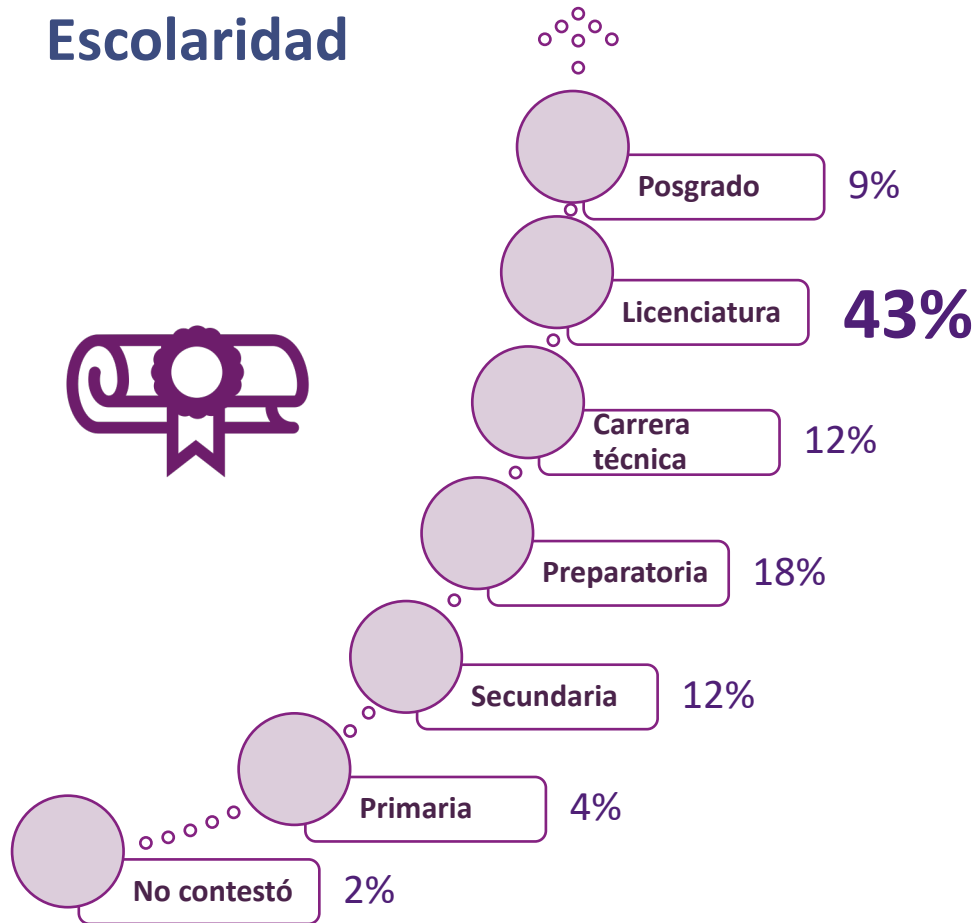 Escolaridad
Posgrado 9%
Licenciatura 43%
Carrera
técnica 12%
Preparatoria 18%
Secundaria 12%
Primaria 4%
No contestó 2%